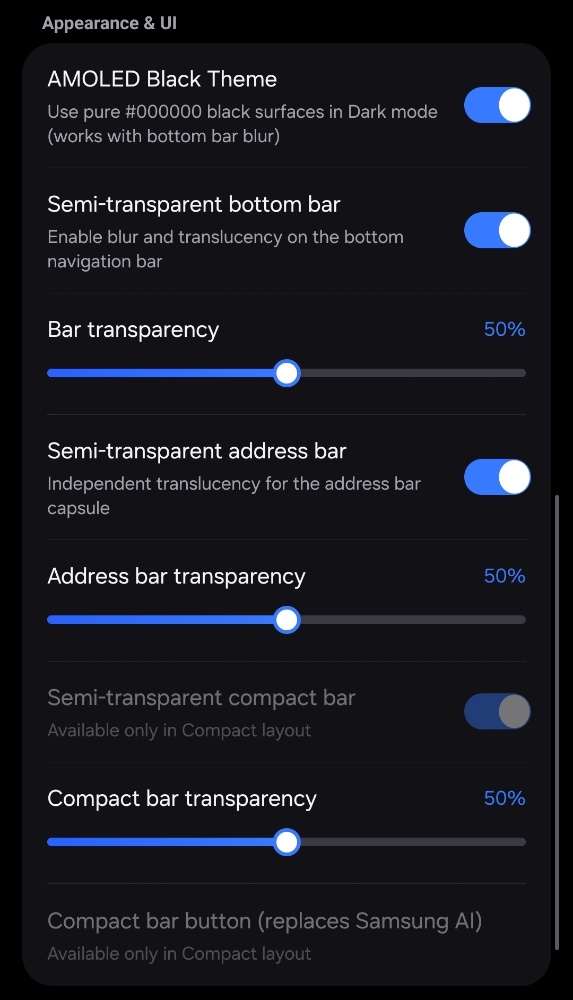 Appearance & UI
AMOLED Black Theme
Use pure #000000 black surfaces in Dark mode
(works with bottom bar blur)
Semi-transparent bottom bar
Enable blur and translucency on the bottom
navigation bar
Bar transparency
50%
Semi-transparent address bar
Independent translucency for the address bar
capsule
Address bar transparency
50%
Semi-transparent compact bar
Available only in Compact layout
Compact bar transparency
50%
Compact bar button (replaces Samsung AI)
Available only in Compact layout